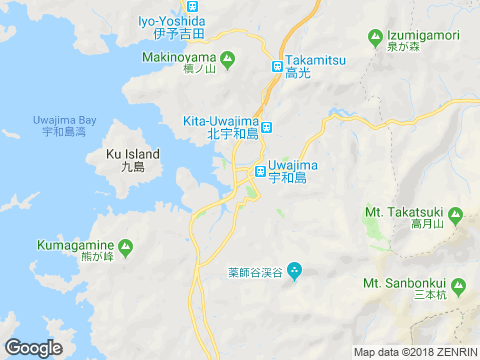 Iyo-Yoshida
伊予吉田
Izumigamori
泉が森
Makinoyama
槇ノ山
Takamitsu
高光
Uwajima Bay
宇和島湾
Kita-Uwajima
北宇和島
Ku Island
九島
Uwajima
宇和島
Mt. Takatsuki
高月山
Kumagamine
熊が峰
薬師谷渓谷
Mt. Sanbonkui
三本杭
Google
Map data ©2018 ZENRIN